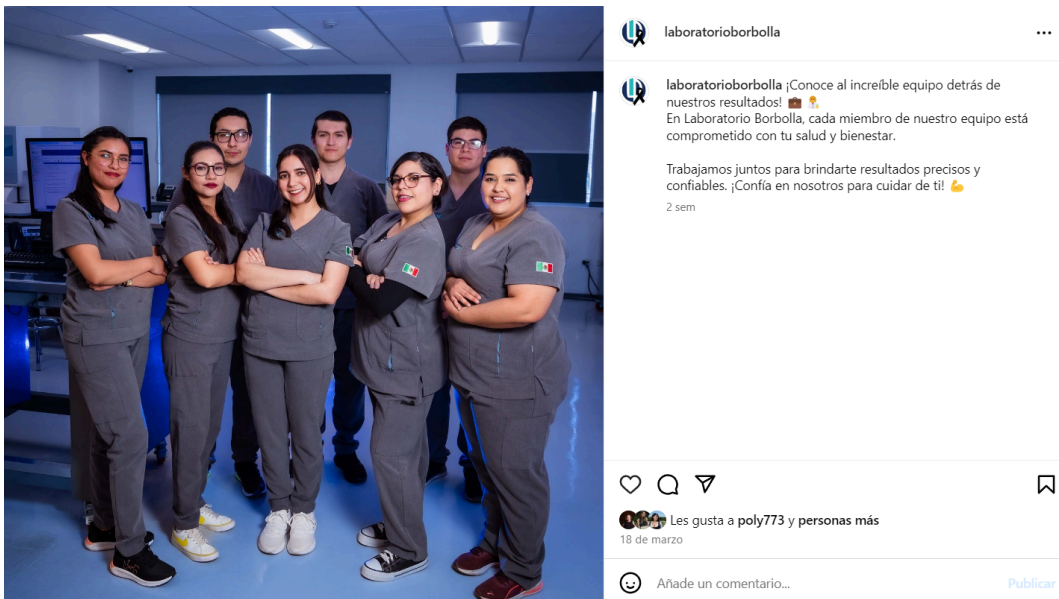 laboratorioborbolla
laboratorioborbolla ¡Conoce al increíble equipo detrás de
nuestros resultados! 💼 👨‍⚕️
En Laboratorio Borbolla, cada miembro de nuestro equipo está
comprometido con tu salud y bienestar.
Trabajamos juntos para brindarte resultados precisos y
confiables. ¡Confía en nosotros para cuidar de ti! 💪
2 sem
Les gusta a poly773 y personas más
18 de marzo
Añade un comentario...
Publicar